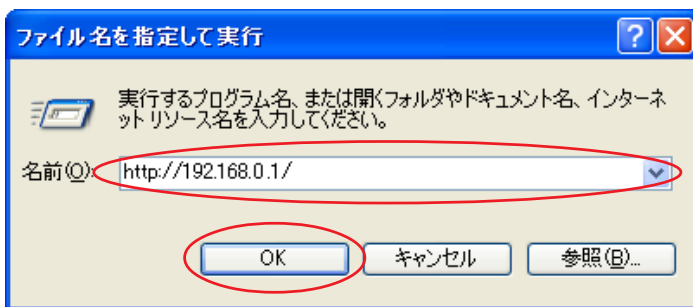 ファイル名を指定して実行
実行するプログラム名、または開くフォルダやドキュメント名、インターネ
ットリソース名を入力してください。
名前(O): http://192.168.0.1/
OK キャンセル 参照(B)...